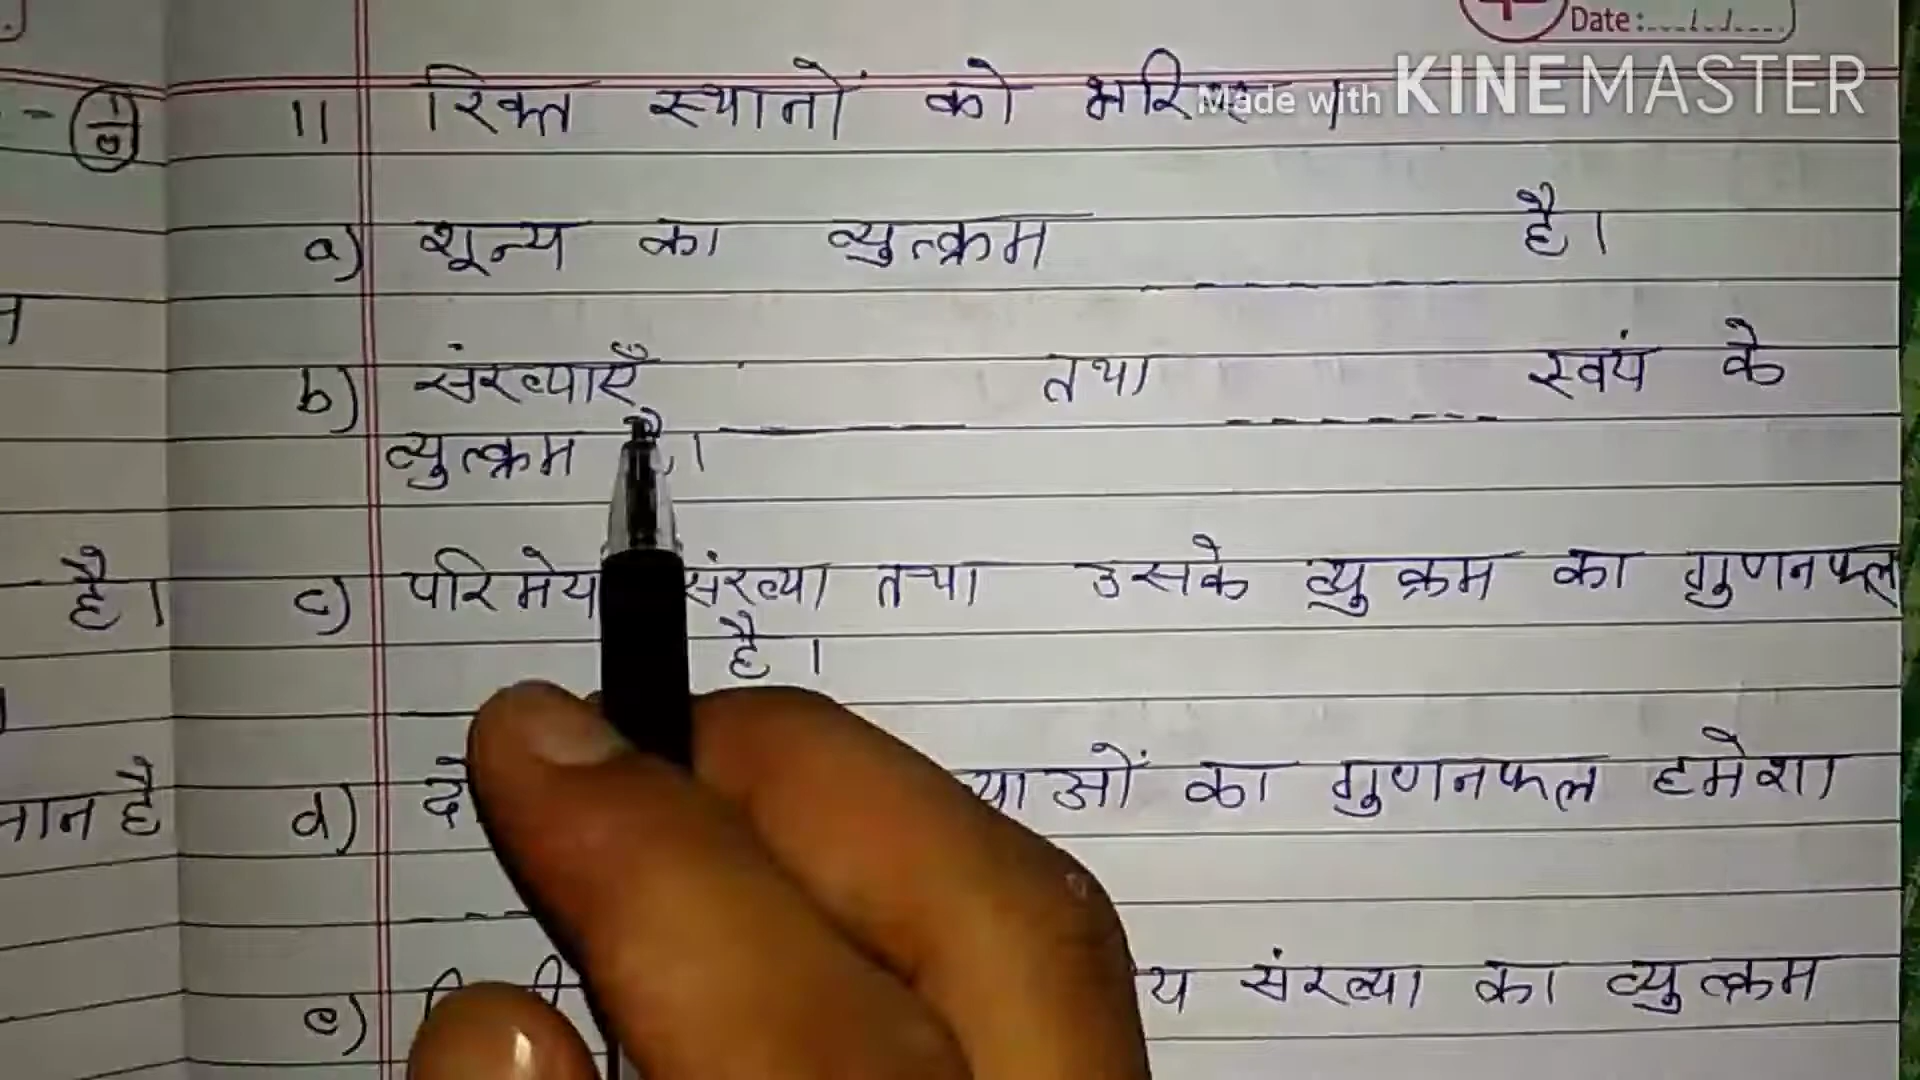 Date:
Made with KINEMASTER
11 रिक्त स्थानों को भरिए।
a) शून्य का व्युत्क्रम ------- है।
b) संख्याएँ ------- तथा ------- स्वयं के
व्युत्क्रम है।
है। c) परिमेय संख्या तथा उसके व्युक्रम का गुणनफल
है।
मान है d) याओं का गुणनफल हमेशा
e) य संख्या का व्युत्क्रम